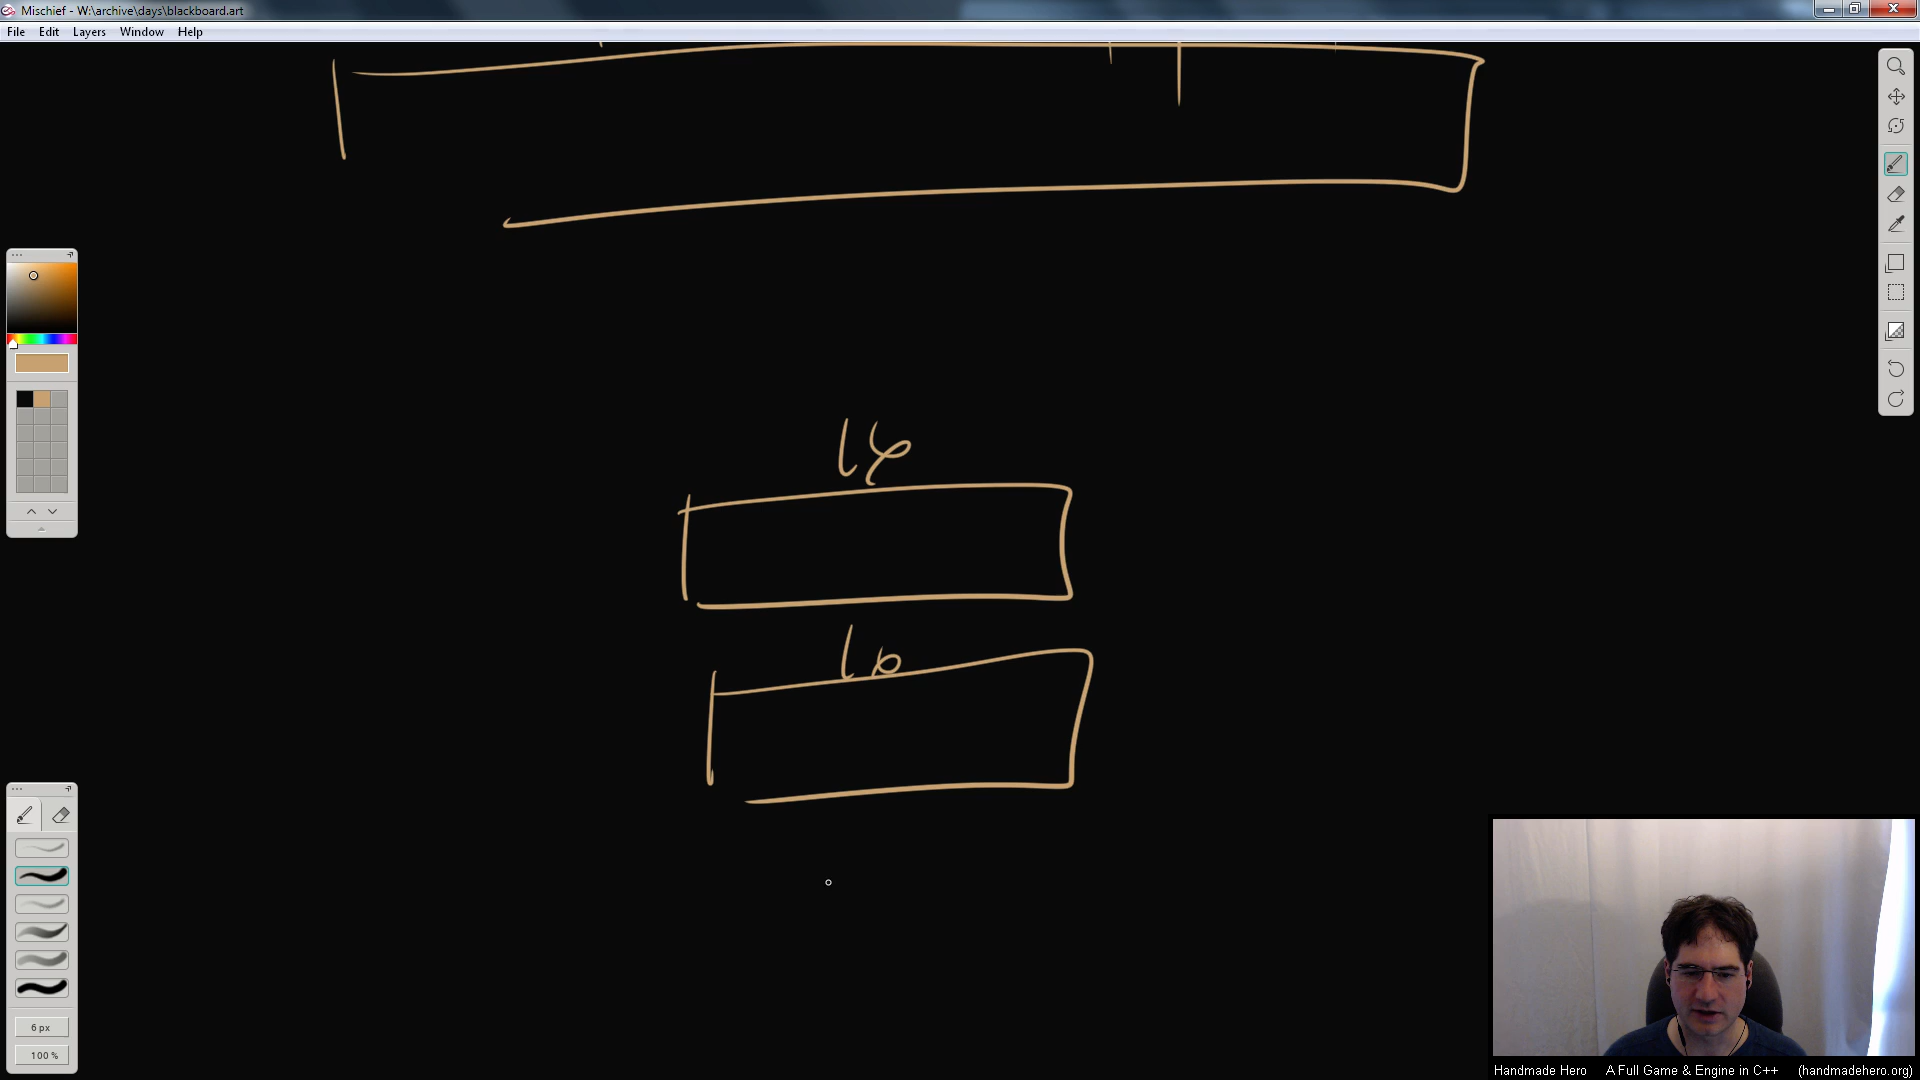 Mischief - W:\archive\days\blackboard.art
File Edit Layers Window Help
16
6 px
100 %
Handmade Hero A Full Game & Engine in C++ (handmadehero.org)